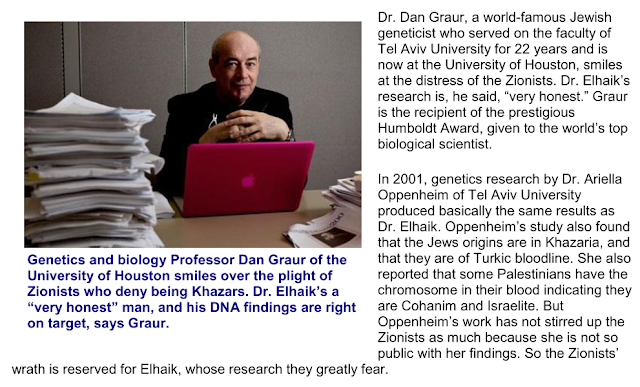 Dr. Dan Graur, a world-famous Jewish
geneticist who served on the faculty of
Tel Aviv University for 22 years and is
now at the University of Houston, smiles
at the distress of the Zionists. Dr. Elhaik's
research is, he said, “very honest.” Graur
is the recipient of the prestigious
Humboldt Award, given to the world's top
biological scientist.
In 2001, genetics research by Dr. Ariella
Oppenheim of Tel Aviv University
produced basically the same results as
Dr. Elhaik. Oppenheim's study also found
that the Jews origins are in Khazaria, and
that they are of Turkic bloodline. She also
reported that some Palestinians have the
chromosome in their blood indicating they
are Cohanim and Israelite. But
Oppenheim's work has not stirred up the
Zionists as much because she is not so
public with her findings. So the Zionists'
wrath is reserved for Elhaik, whose research they greatly fear.
Genetics and biology Professor Dan Graur of the
University of Houston smiles over the plight of
Zionists who deny being Khazars. Dr. Elhaik's a
“very honest” man, and his DNA findings are right
on target, says Graur.